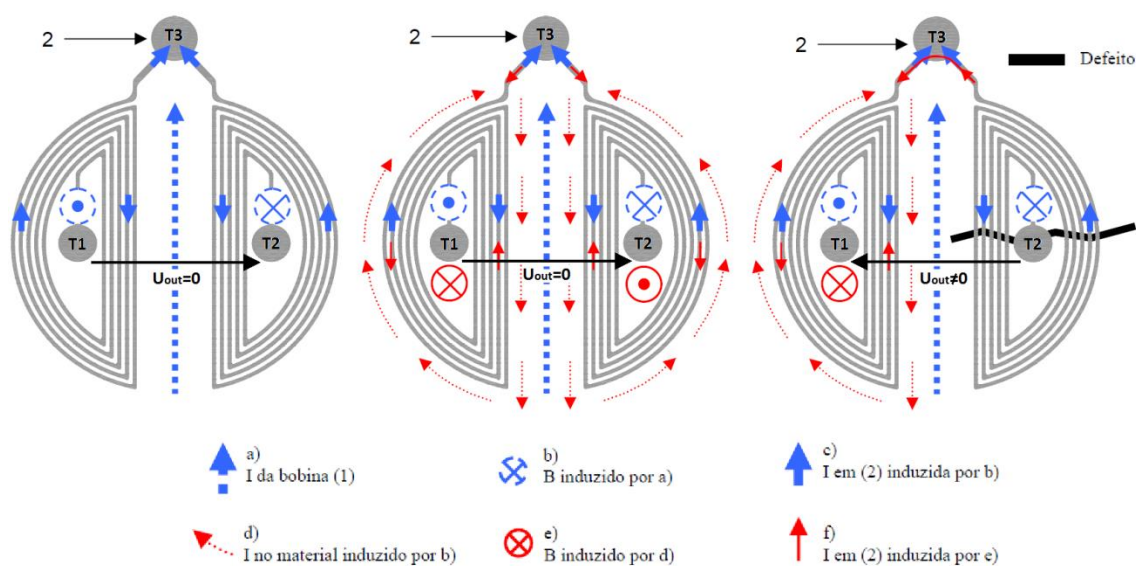 2
T3
T1
T2
Uout=0
2
T3
T1
T2
Uout=0
2
T3
Defeito
T1
T2
Uout≠0
a)
I da bobina (1)
b)
B induzido por a)
c)
I em (2) induzida por b)
d)
I no material induzido por b)
e)
B induzido por d)
f)
I em (2) induzida por e)